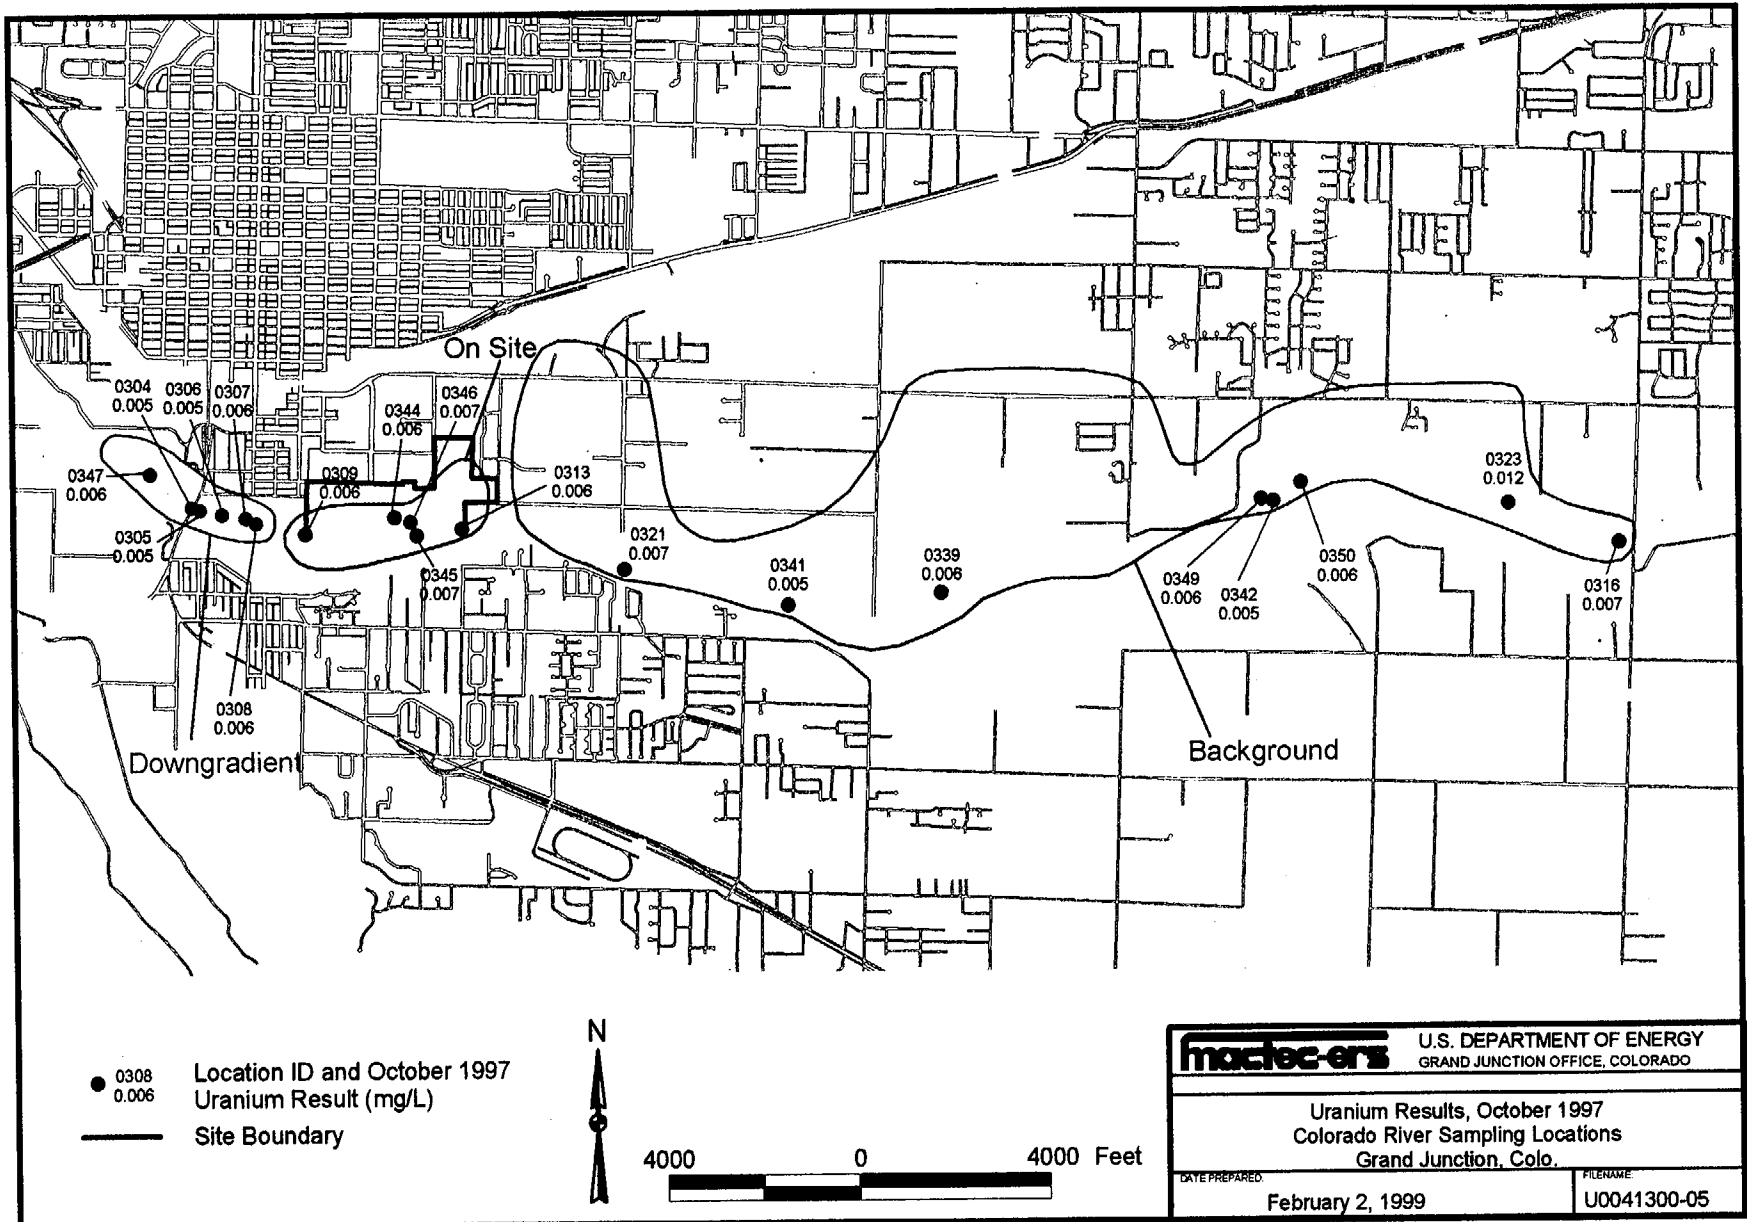 On Site
0304
0.005
0306
0.005
0307
0.006
0344
0.006
0346
0.007
0347
0.006
0309
0.006
0313
0.006
0323
0.012
0305
0.005
0321
0.007
0341
0.005
0339
0.006
0345
0.007
0349
0.006
0342
0.005
0350
0.006
0316
0.007
0308
0.006
Downgradient
Background
N
0308
0.006
Location ID and October 1997
Uranium Result (mg/L)
Site Boundary
4000 0 4000 Feet
mactec-ers
U.S. DEPARTMENT OF ENERGY
GRAND JUNCTION OFFICE, COLORADO
Uranium Results, October 1997
Colorado River Sampling Locations
Grand Junction, Colo.
DATE PREPARED:
February 2, 1999
FILENAME:
U0041300-05